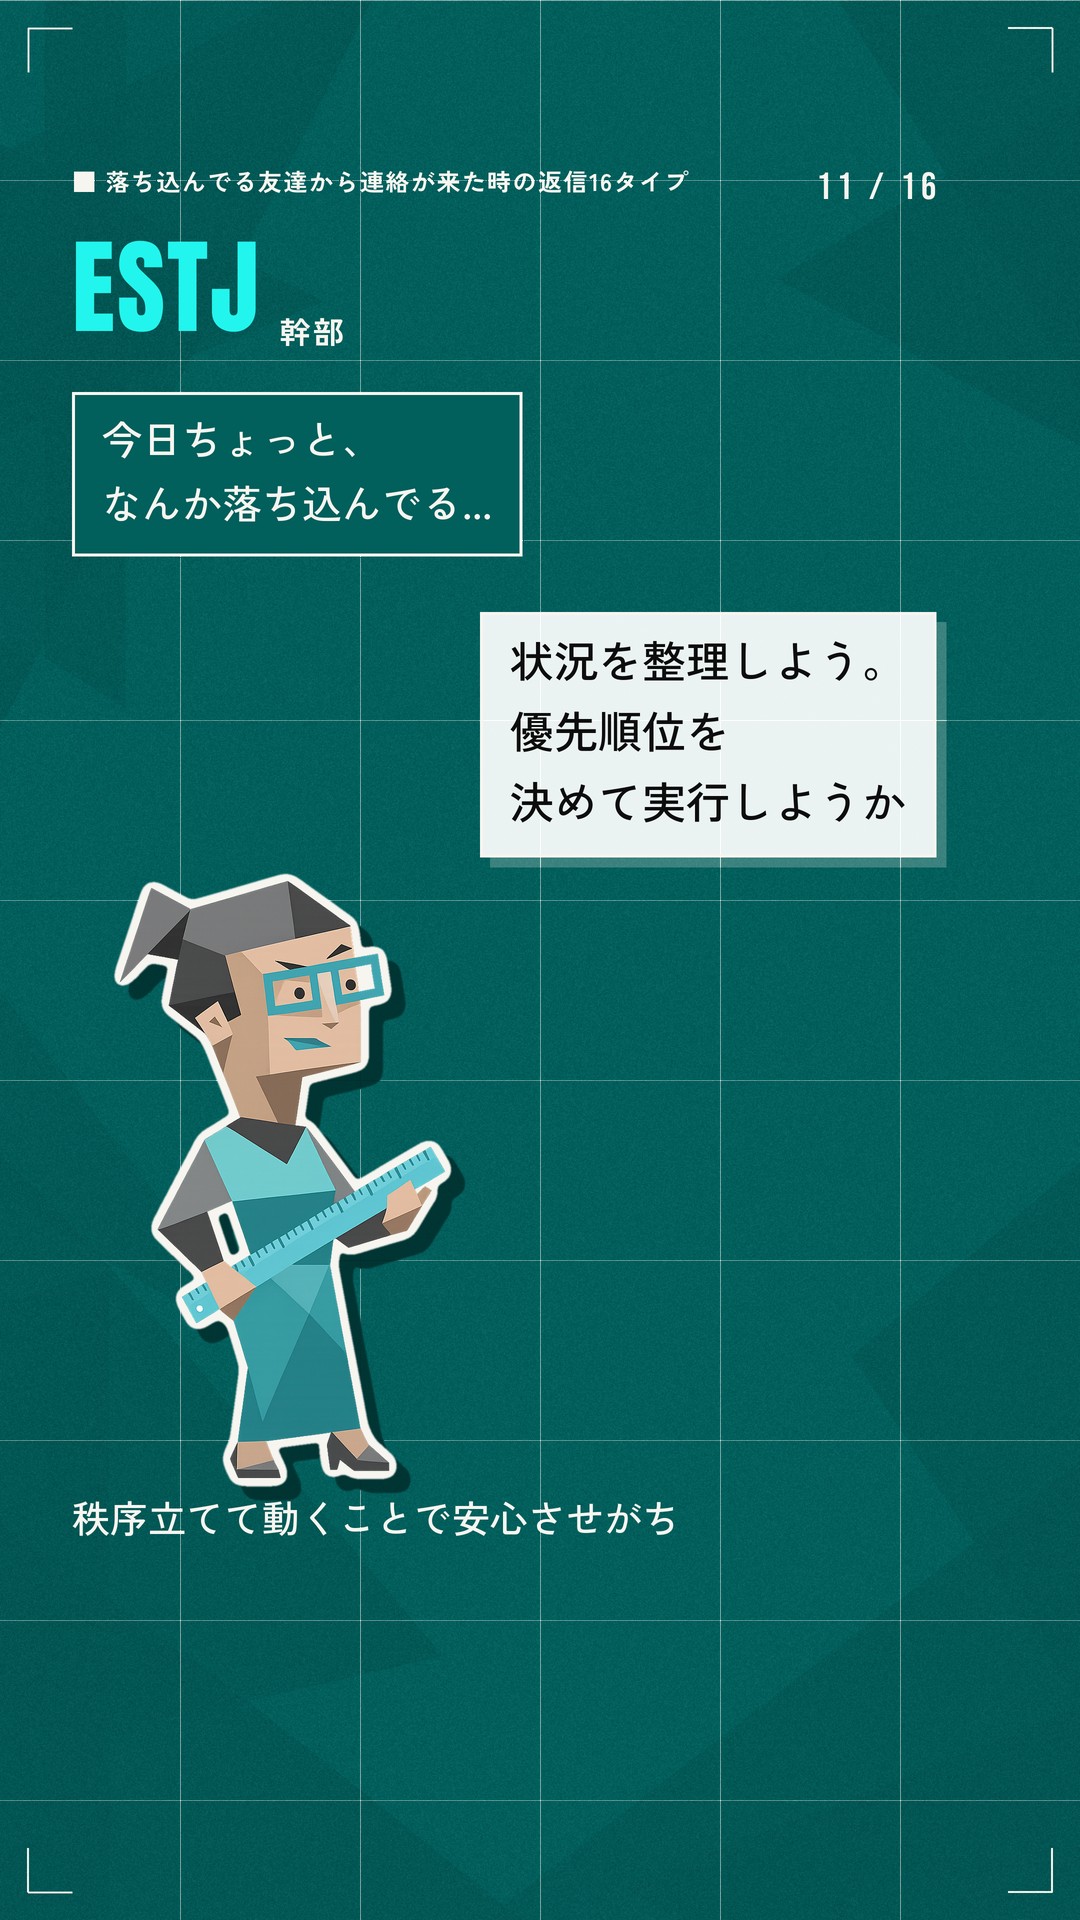 ■ 落ち込んでる友達から連絡が来た時の返信16タイプ
11 / 16
ESTJ 幹部
今日ちょっと、
なんか落ち込んでる...
状況を整理しよう。
優先順位を
決めて実行しようか
秩序立てて動くことで安心させがち